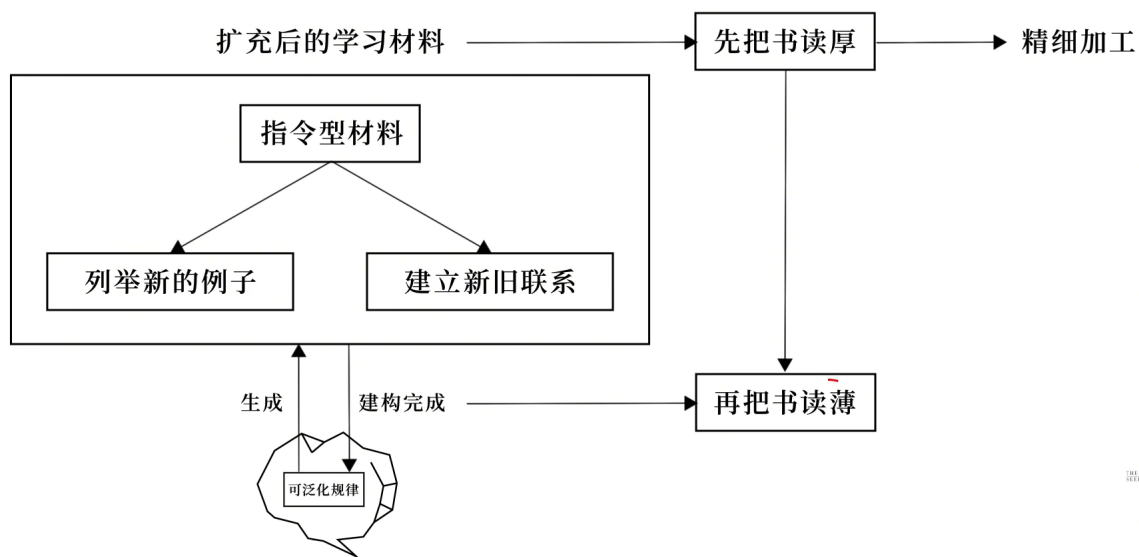 扩充后的学习材料
先把书读厚
精细加工
指令型材料
列举新的例子
建立新旧联系
生成
建构完成
再把书读薄
可泛化规律